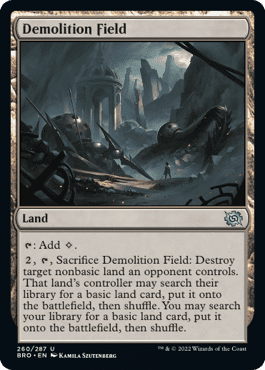 Demolition Field
Land
: Add .
2, , Sacrifice Demolition Field: Destroy
target nonbasic land an opponent controls.
That land's controller may search their
library for a basic land card, put it onto
the battlefield, then shuffle. You may search
your library for a basic land card, put it onto
the battlefield, then shuffle.
260/287 U
BRO • EN Kamila Szutenberg
™ & © 2022 Wizards of the Coast